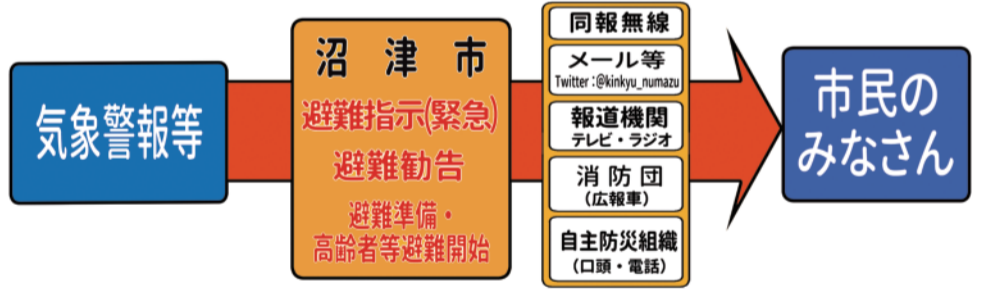 気象警報等
沼津市
避難指示(緊急)
避難勧告
避難準備・
高齢者等避難開始
同報無線
メール等
Twitter:@kinkyu_numazu
報道機関
テレビ・ラジオ
消防団
(広報車)
自主防災組織
(口頭・電話)
市民の
みなさん